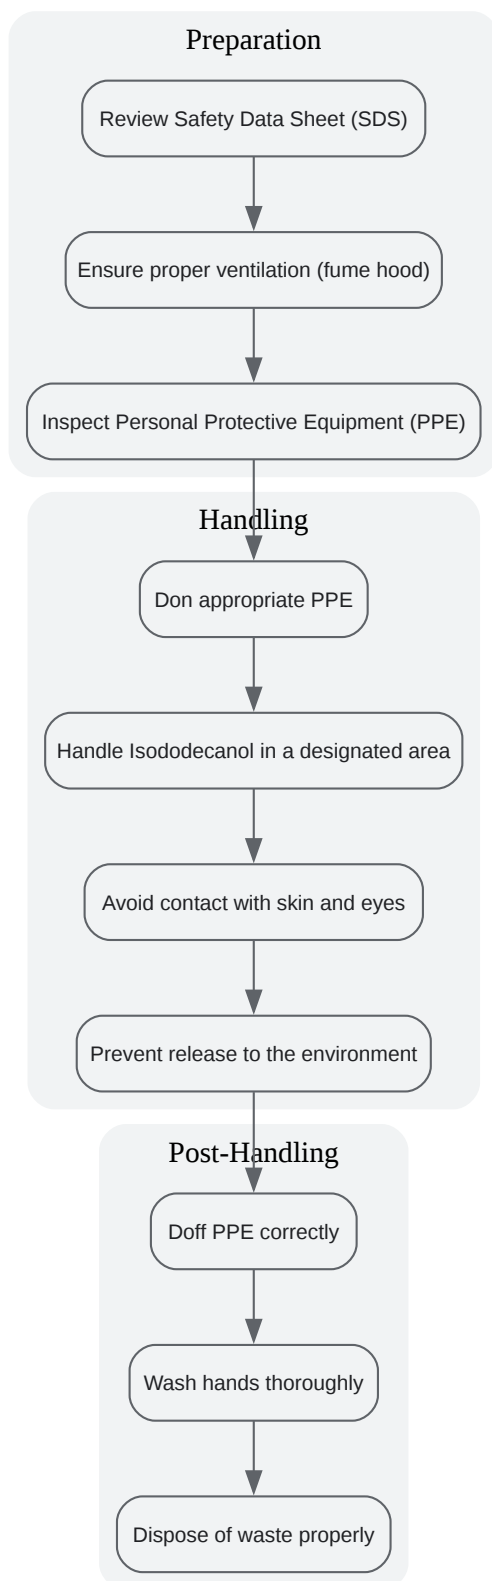 Preparation
Review Safety Data Sheet (SDS)
Ensure proper ventilation (fume hood)
Inspect Personal Protective Equipment (PPE)
Handling
Don appropriate PPE
Handle Isododecanol in a designated area
Avoid contact with skin and eyes
Prevent release to the environment
Post-Handling
Doff PPE correctly
Wash hands thoroughly
Dispose of waste properly